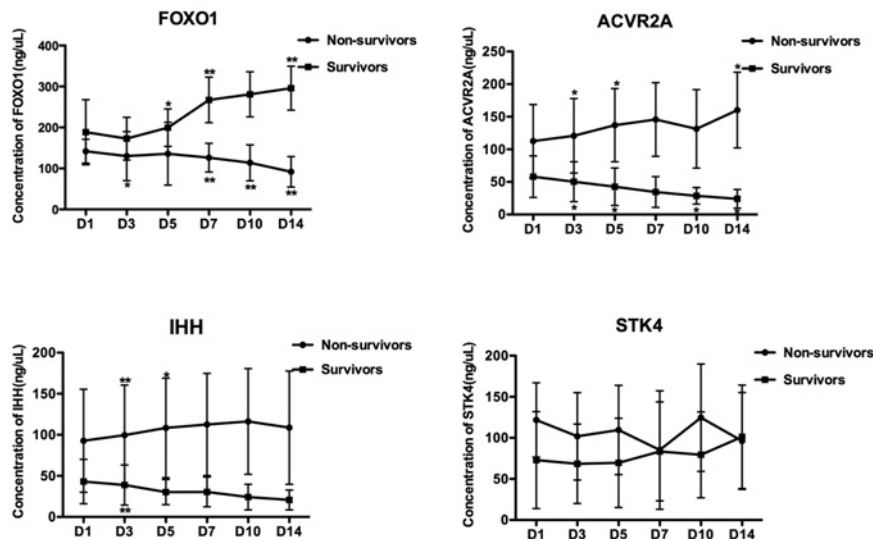 FOXO1
Non-survivors
Survivors
Concentration of FOXO1(ng/uL)
400
300
200
100
0
** ** * ** * ** ** **
D1 D3 D5 D7 D10 D14
ACVR2A
Non-survivors
Survivors
Concentration of ACVR2A(ng/uL)
250
200
150
100
50
0
* * * * * * *
D1 D3 D5 D7 D10 D14
IHH
Non-survivors
Survivors
Concentration of IHH(ng/uL)
200
150
100
50
0
** * **
D1 D3 D5 D7 D10 D14
STK4
Non-survivors
Survivors
Concentration of STK4(ng/uL)
200
150
100
50
0
D1 D3 D5 D7 D10 D14